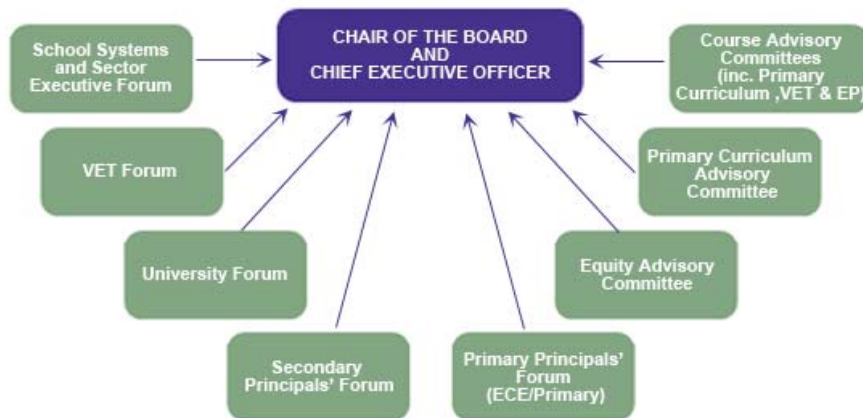 CHAIR OF THE BOARD
AND
CHIEF EXECUTIVE OFFICER
School Systems
and Sector
Executive Forum
Course Advisory
Committees
(inc. Primary
Curriculum ,VET & EP)
VET Forum
Primary Curriculum
Advisory
Committee
University Forum
Equity Advisory
Committee
Secondary
Principals’ Forum
Primary Principals’
Forum
(ECE/Primary)